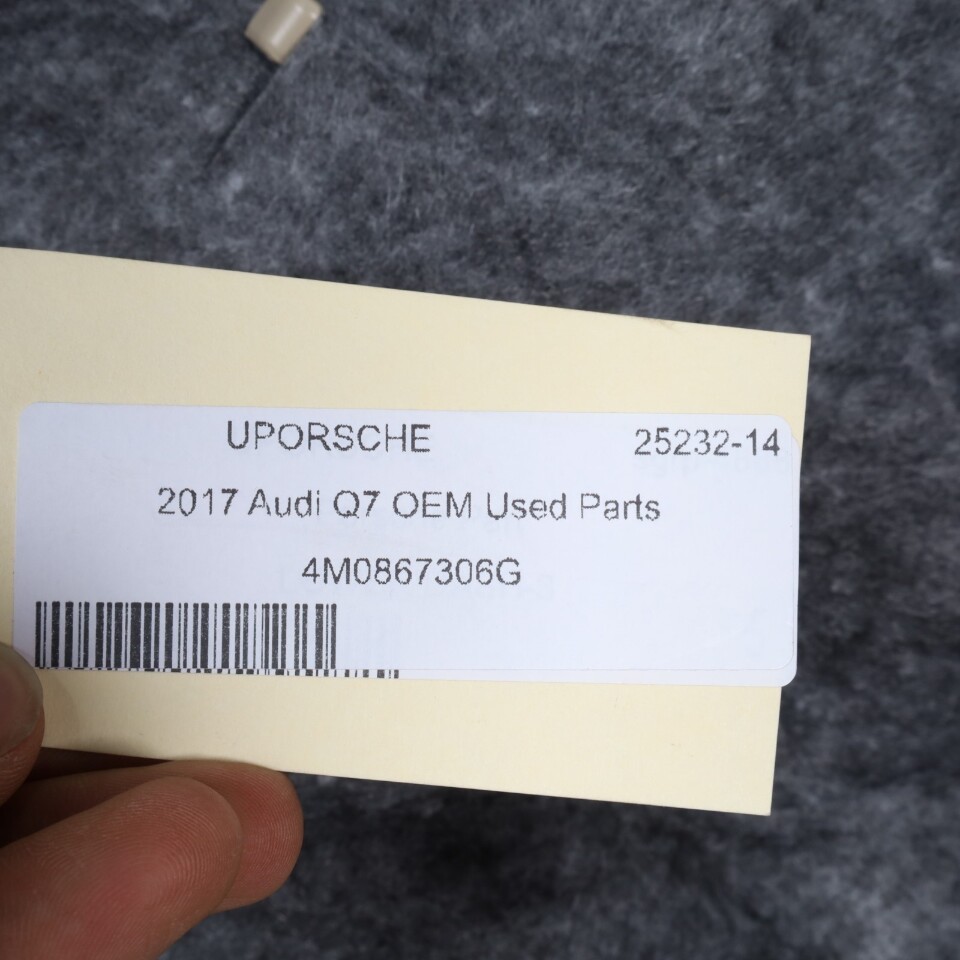 UPORSCHE 25232-14
2017 Audi Q7 OEM Used Parts
4M0867306G